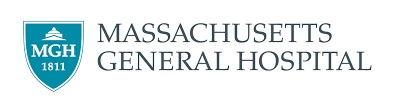 MGH
1811
MASSACHUSETTS
GENERAL HOSPITAL